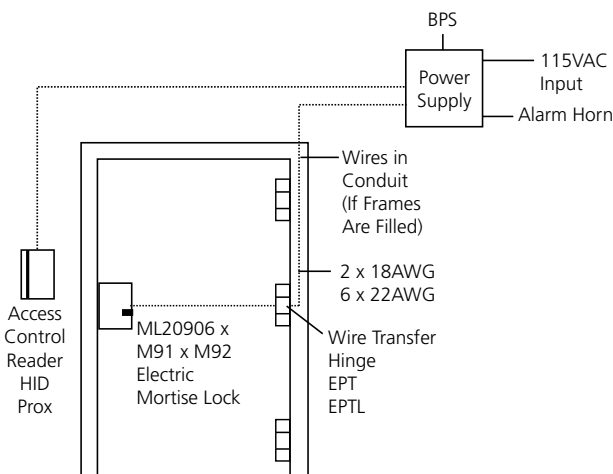 BPS
Power
Supply
115VAC
Input
Alarm Horn
Wires in
Conduit
(If Frames
Are Filled)
2 x 18AWG
6 x 22AWG
Access
Control
Reader
HID
Prox
ML20906 x
M91 x M92
Electric
Mortise Lock
Wire Transfer
Hinge
EPT
EPTL